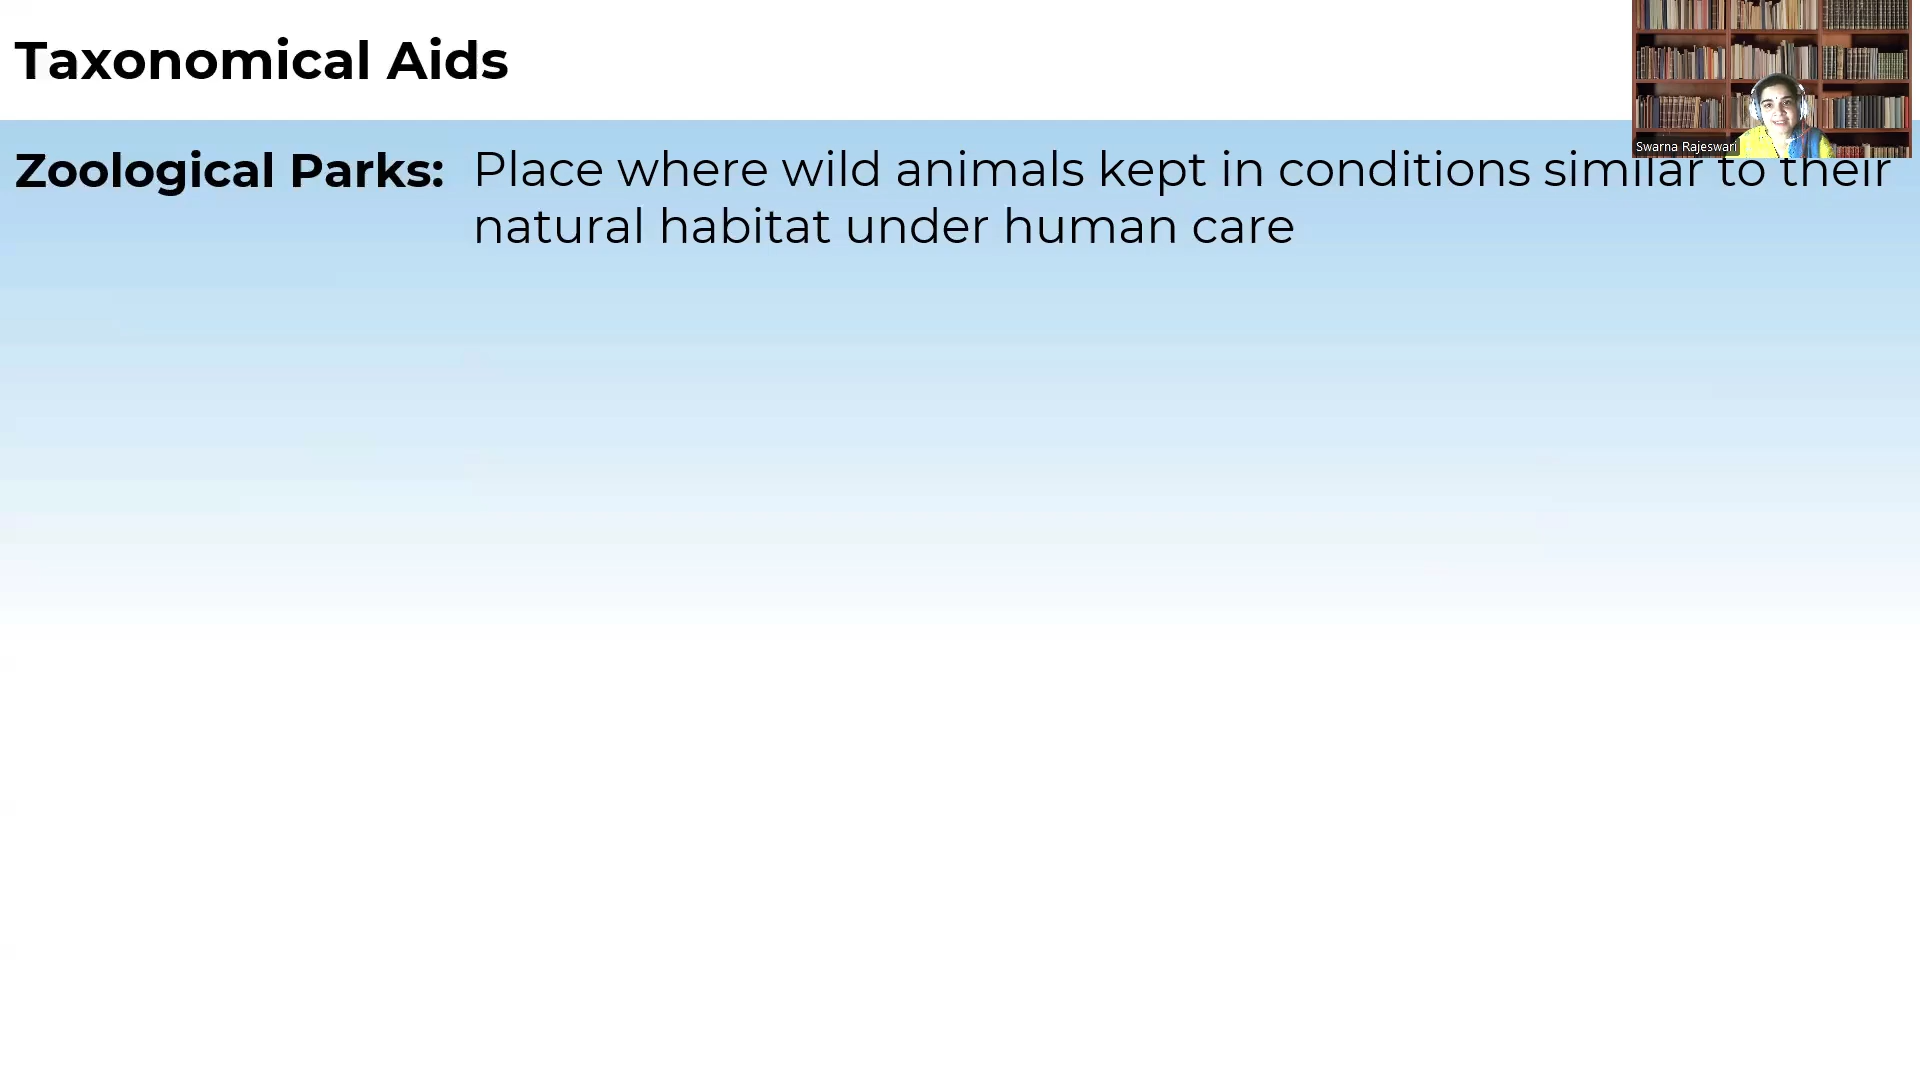 Taxonomical Aids
Swarna Rajeswari
Zoological Parks: Place where wild animals kept in conditions similar to their
natural habitat under human care